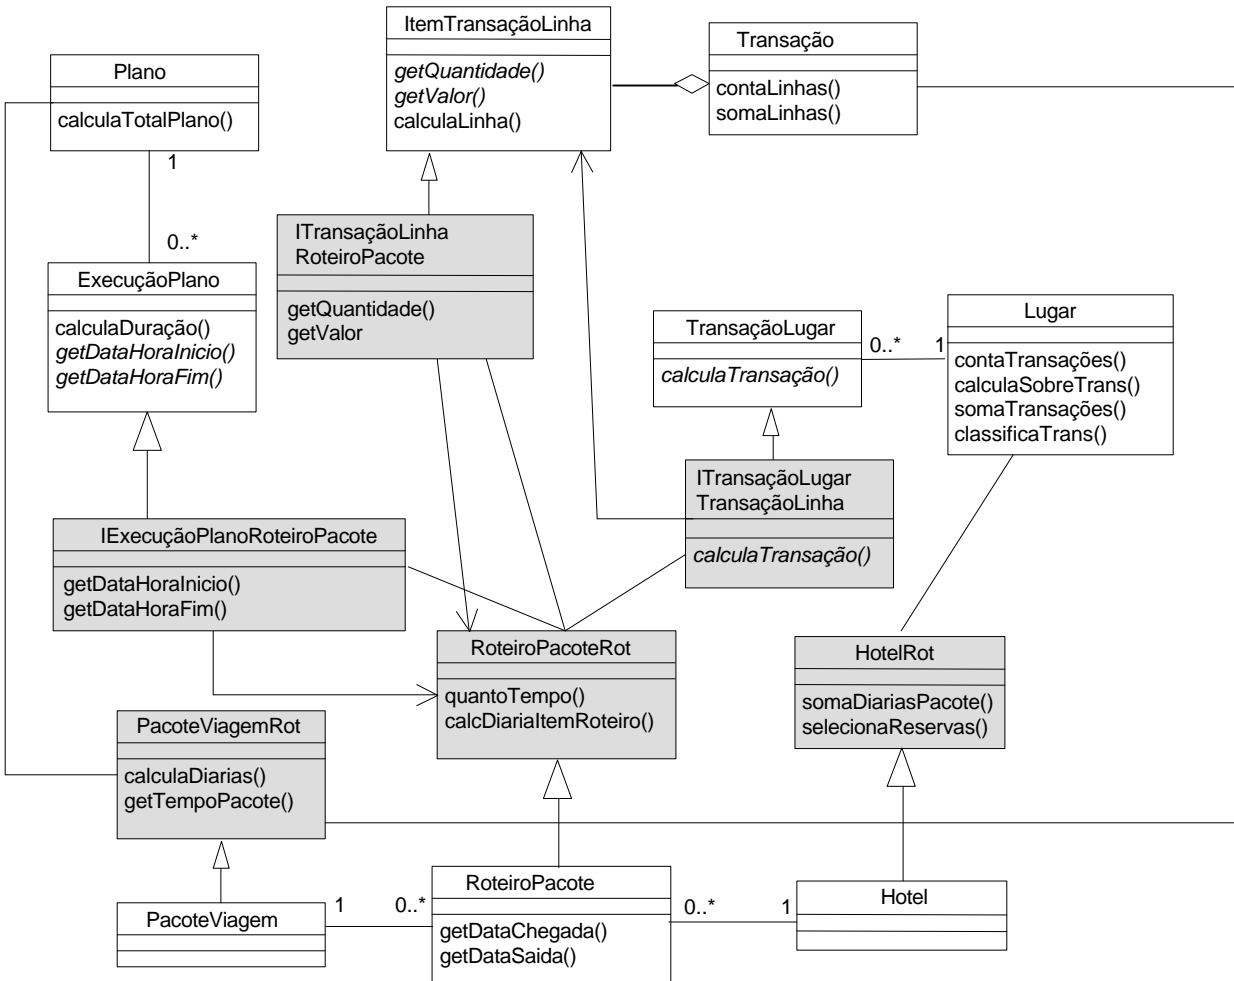 ItemTransaçãoLinha
getQuantidade()
getValor()
calculaLinha()
Transação
contaLinhas()
somaLinhas()
Plano
calculaTotalPlano()
1
0..*
ExecuçãoPlano
calculaDuração()
getDataHoraInicio()
getDataHoraFim()
ITransaçãoLinha
RoteiroPacote
getQuantidade()
getValor
TransaçãoLugar
calculaTransação()
0..*
1
Lugar
contaTransações()
calculaSobreTrans()
somaTransações()
classificaTrans()
ITransaçãoLugar
TransaçãoLinha
calculaTransação()
IExecuçãoPlanoRoteiroPacote
getDataHoraInicio()
getDataHoraFim()
RoteiroPacoteRot
quantoTempo()
calcDiariaItemRoteiro()
HotelRot
somaDiariasPacote()
selecionaReservas()
PacoteViagemRot
calculaDiarias()
getTempoPacote()
PacoteViagem
1
0..*
RoteiroPacote
getDataChegada()
getDataSaida()
0..*
1
Hotel